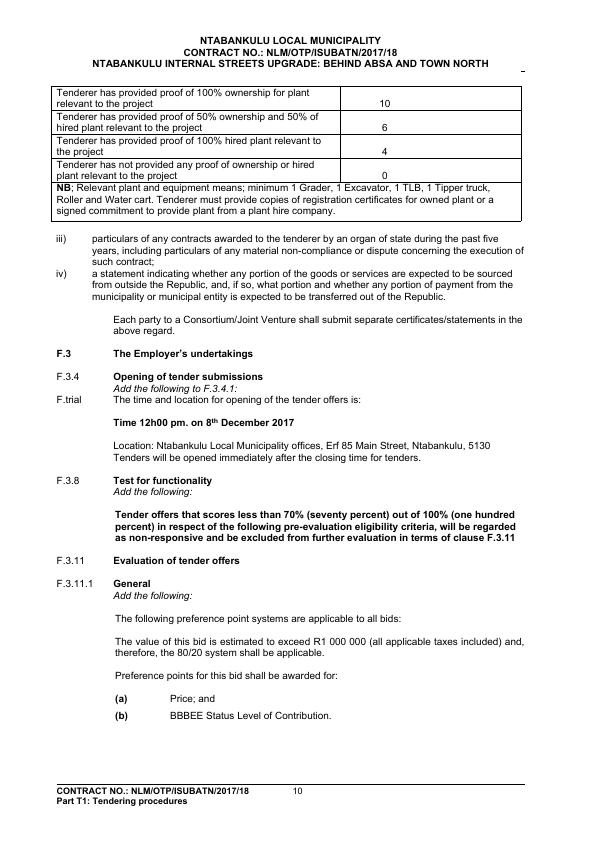 NTABANKULU LOCAL MUNICIPALITY
CONTRACT NO.: NLM/OTP/ISUBATN/2017/18
NTABANKULU INTERNAL STREETS UPGRADE: BEHIND ABSA AND TOWN NORTH
Tenderer has provided proof of 100% ownership for plant
relevant to the project 10
Tenderer has provided proof of 50% ownership and 50% of
hired plant relevant to the project 6
Tenderer has provided proof of 100% hired plant relevant to
the project 4
Tenderer has not provided any proof of ownership or hired
plant relevant to the project 0
NB; Relevant plant and equipment means; minimum 1 Grader, 1 Excavator, 1 TLB, 1 Tipper truck,
Roller and Water cart. Tenderer must provide copies of registration certificates for owned plant or a
signed commitment to provide plant from a plant hire company.
iii) particulars of any contracts awarded to the tenderer by an organ of state during the past five
years, including particulars of any material non-compliance or dispute concerning the execution of
such contract;
iv) a statement indicating whether any portion of the goods or services are expected to be sourced
from outside the Republic, and, if so, what portion and whether any portion of payment from the
municipality or municipal entity is expected to be transferred out of the Republic.
Each party to a Consortium/Joint Venture shall submit separate certificates/statements in the
above regard.
F.3 The Employer's undertakings
F.3.4 Opening of tender submissions
Add the following to F.3.4.1:
F.trial The time and location for opening of the tender offers is:
Time 12h00 pm. on 8th December 2017
Location: Ntabankulu Local Municipality offices, Erf 85 Main Street, Ntabankulu, 5130
Tenders will be opened immediately after the closing time for tenders.
F.3.8 Test for functionality
Add the following:
Tender offers that scores less than 70% (seventy percent) out of 100% (one hundred
percent) in respect of the following pre-evaluation eligibility criteria, will be regarded
as non-responsive and be excluded from further evaluation in terms of clause F.3.11
F.3.11 Evaluation of tender offers
F.3.11.1 General
Add the following:
The following preference point systems are applicable to all bids:
The value of this bid is estimated to exceed R1 000 000 (all applicable taxes included) and,
therefore, the 80/20 system shall be applicable.
Preference points for this bid shall be awarded for:
(a) Price; and
(b) BBBEE Status Level of Contribution.
CONTRACT NO.: NLM/OTP/ISUBATN/2017/18 10
Part T1: Tendering procedures